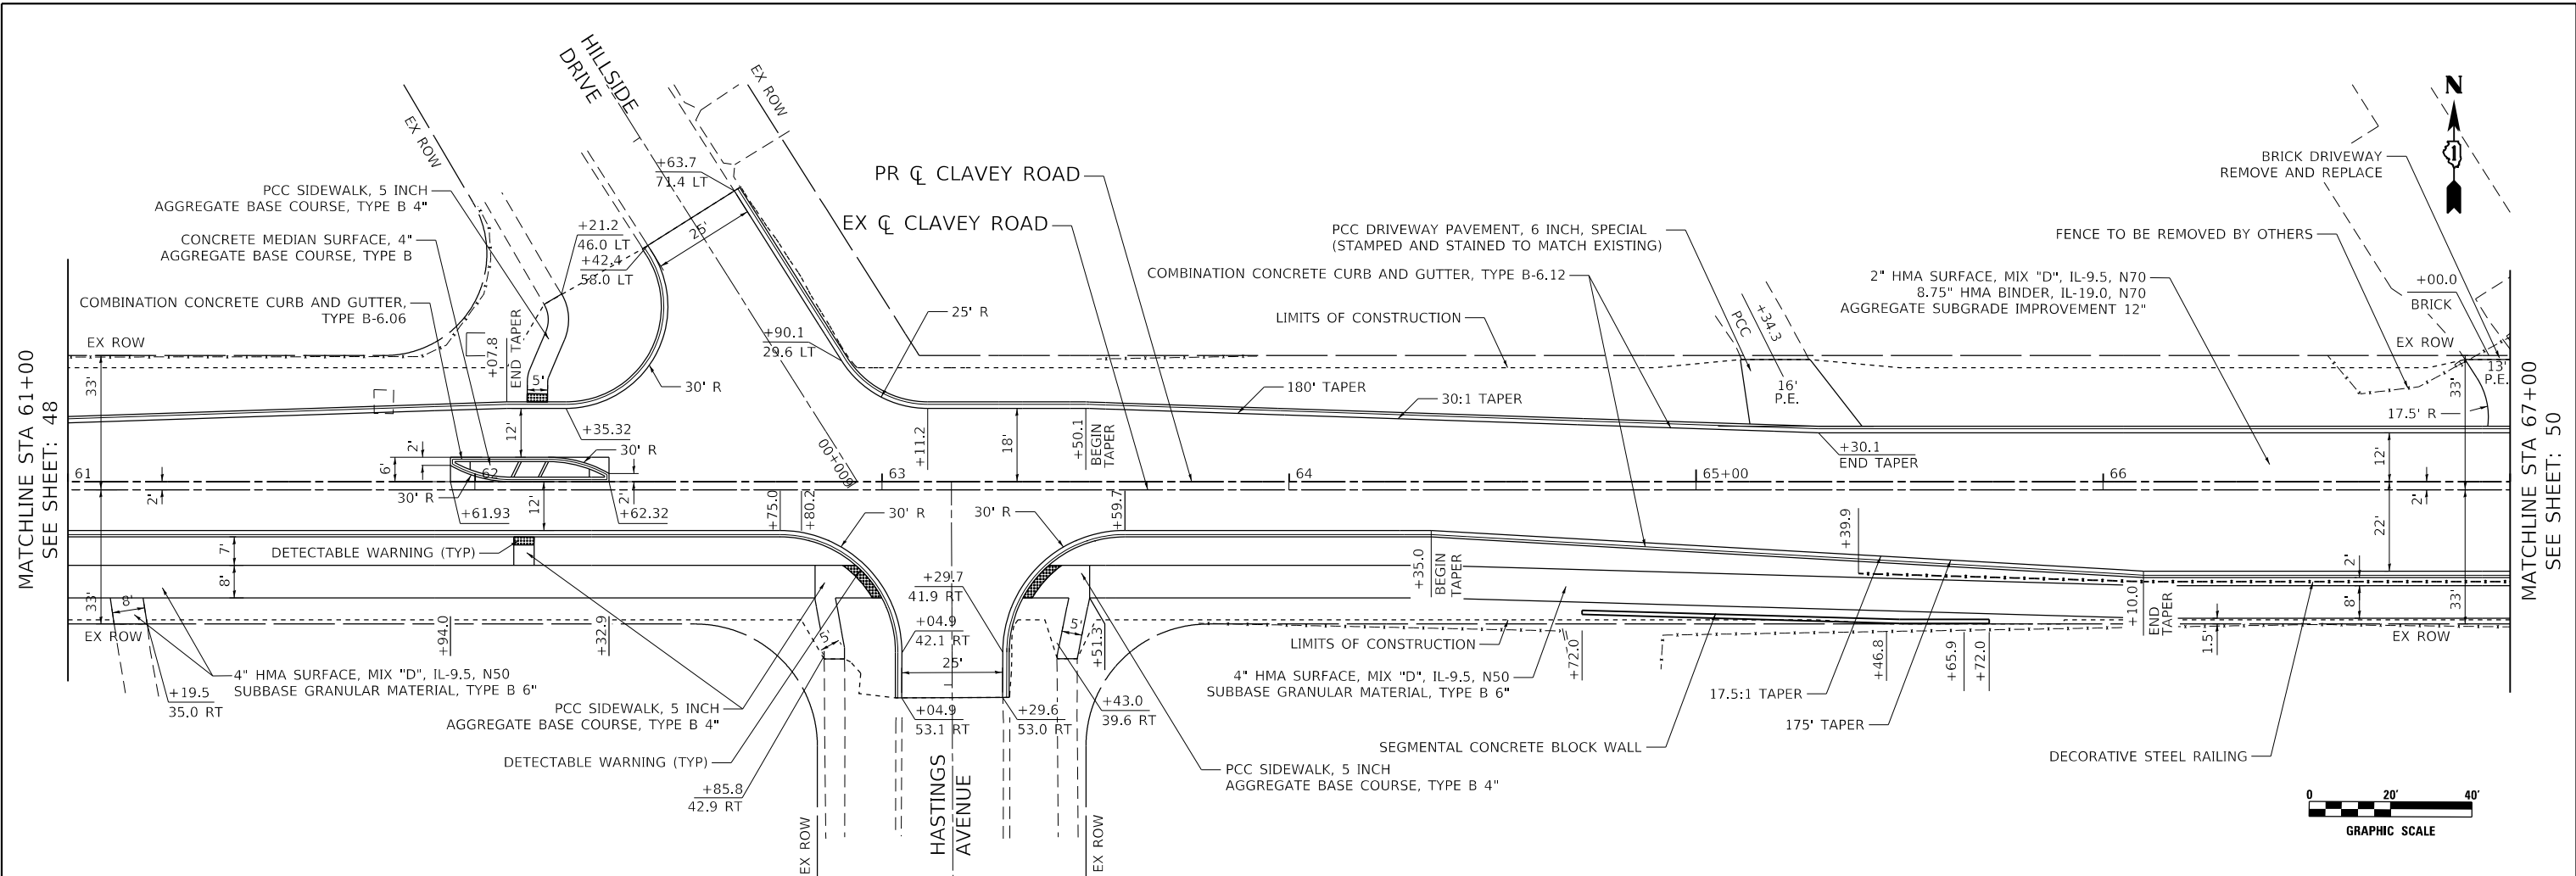 HILLSIDE
DRIVE
EX ROW
EX ROW
N
1
PCC SIDEWALK, 5 INCH
AGGREGATE BASE COURSE, TYPE B 4"
CONCRETE MEDIAN SURFACE, 4"
AGGREGATE BASE COURSE, TYPE B
COMBINATION CONCRETE CURB AND GUTTER,
TYPE B-6.06
+63.7
71.4 LT
+21.2
46.0 LT
+42.4
58.0 LT
25'
PR CL CLAVEY ROAD
EX CL CLAVEY ROAD
PCC DRIVEWAY PAVEMENT, 6 INCH, SPECIAL
(STAMPED AND STAINED TO MATCH EXISTING)
COMBINATION CONCRETE CURB AND GUTTER, TYPE B-6.12
LIMITS OF CONSTRUCTION
BRICK DRIVEWAY
REMOVE AND REPLACE
FENCE TO BE REMOVED BY OTHERS
2" HMA SURFACE, MIX "D", IL-9.5, N70
8.75" HMA BINDER, IL-19.0, N70
AGGREGATE SUBGRADE IMPROVEMENT 12"
+00.0
BRICK
EX ROW
13'
P.E.
17.5' R
33'
MATCHLINE STA 61+00
SEE SHEET: 48
EX ROW
33'
+07.8
END TAPER
5'
30' R
+90.1
29.6 LT
25' R
180' TAPER
30:1 TAPER
PCC
+34.3
16'
P.E.
+35.32
12'
2'
6'
30' R
61
62
600+00
63
+11.2
18'
+50.1
BEGIN
TAPER
64
65+00
+30.1
END TAPER
66
12'
2'
MATCHLINE STA 67+00
SEE SHEET: 50
2'
30' R
+61.93
12'
2'
+62.32
+75.0
+80.2
30' R
30' R
+59.7
DETECTABLE WARNING (TYP)
7'
8'
33'
8'
EX ROW
+94.0
+32.9
+19.5
35.0 RT
4" HMA SURFACE, MIX "D", IL-9.5, N50
SUBBASE GRANULAR MATERIAL, TYPE B 6"
PCC SIDEWALK, 5 INCH
AGGREGATE BASE COURSE, TYPE B 4"
DETECTABLE WARNING (TYP)
+85.8
42.9 RT
5'
+29.7
41.9 RT
+04.9
42.1 RT
25'
+04.9
53.1 RT
+29.6
53.0 RT
5'
+51.3
+43.0
39.6 RT
HASTINGS
AVENUE
EX ROW
EX ROW
PCC SIDEWALK, 5 INCH
AGGREGATE BASE COURSE, TYPE B 4"
SEGMENTAL CONCRETE BLOCK WALL
LIMITS OF CONSTRUCTION
4" HMA SURFACE, MIX "D", IL-9.5, N50
SUBBASE GRANULAR MATERIAL, TYPE B 6"
+35.0
BEGIN
TAPER
+72.0
+39.9
17.5:1 TAPER
175' TAPER
+46.8
+65.9
+72.0
+10.0
END
TAPER
1.5'
22'
2'
8'
33'
EX ROW
DECORATIVE STEEL RAILING
0 20' 40'
GRAPHIC SCALE